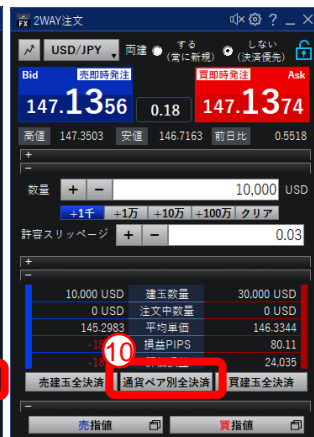 FX 2WAY注文 ? _ ×
USD/JPY 両建 する (常に新規) しない (決済優先)
Bid 売即時発注 買即時発注 Ask
147.1356 0.18 147.1374
高値 147.3503 安値 146.7163 前日比 0.5518
+
−
数量 + − 10,000 USD
+1千 +1万 +10万 +100万 クリア
許容スリッページ + − 0.03
+
−
10,000 USD 建玉数量 30,000 USD
0 USD 注文中数量 0 USD
145.2983 平均単価 146.3344
損益PIPS 80.11
10
24,035
売建玉全決済 通貨ペア別全決済 買建玉全決済
−
売指値 買指値